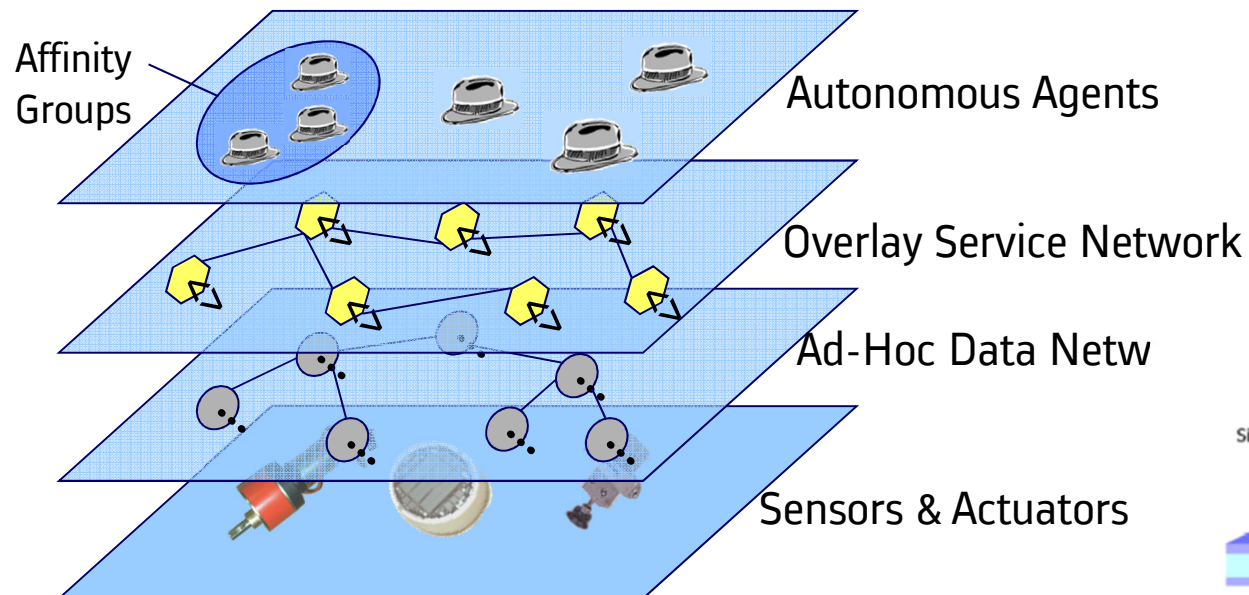 Affinity
Groups
Autonomous Agents
Overlay Service Network
Ad-Hoc Data Netw
Sensors & Actuators